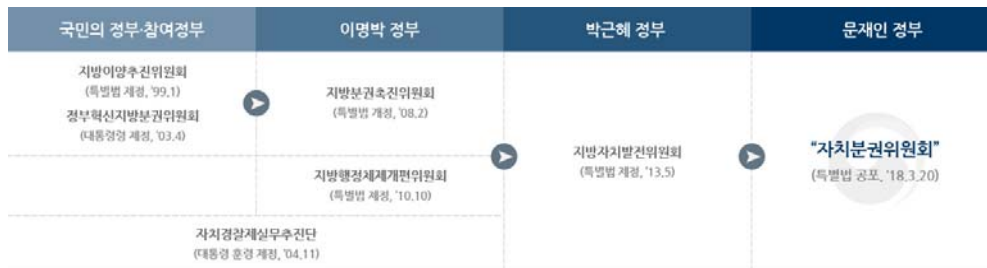 국민의 정부·참여정부
이명박 정부
박근혜 정부
문재인 정부
지방이양추진위원회
(특별법 제정, '99.1)
정부혁신지방분권위원회
(대통령령 제정, '03.4)
지방분권촉진위원회
(특별법 개정, '08.2)
지방행정체제개편위원회
(특별법 제정, '10.10)
자치경찰제실무추진단
(대통령 훈령 제정, '04.11)
지방자치발전위원회
(특별법 제정, '13.5)
“자치분권위원회”
(특별법 공포, '18.3.20)